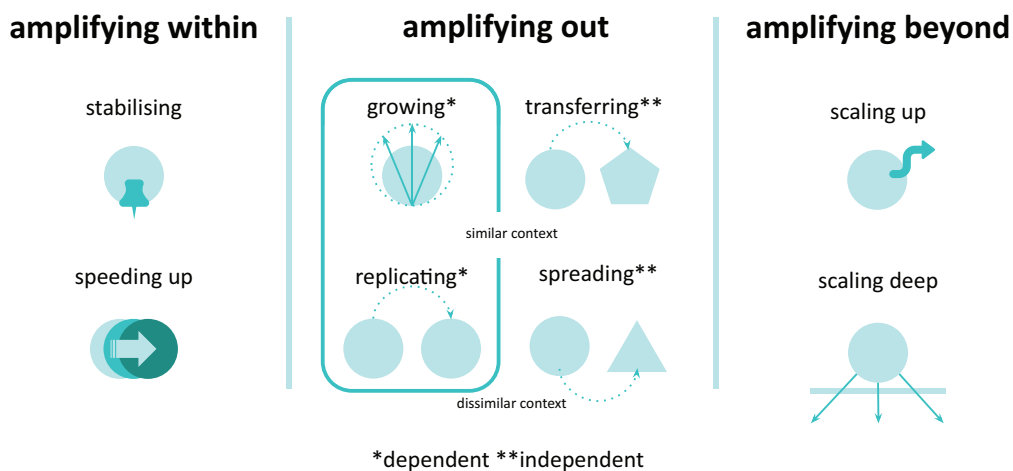 amplifying within
amplifying out
amplifying beyond
stabilising
growing*
transferring**
scaling up
similar context
speeding up
replicating*
spreading**
scaling deep
dissimilar context
*dependent **independent